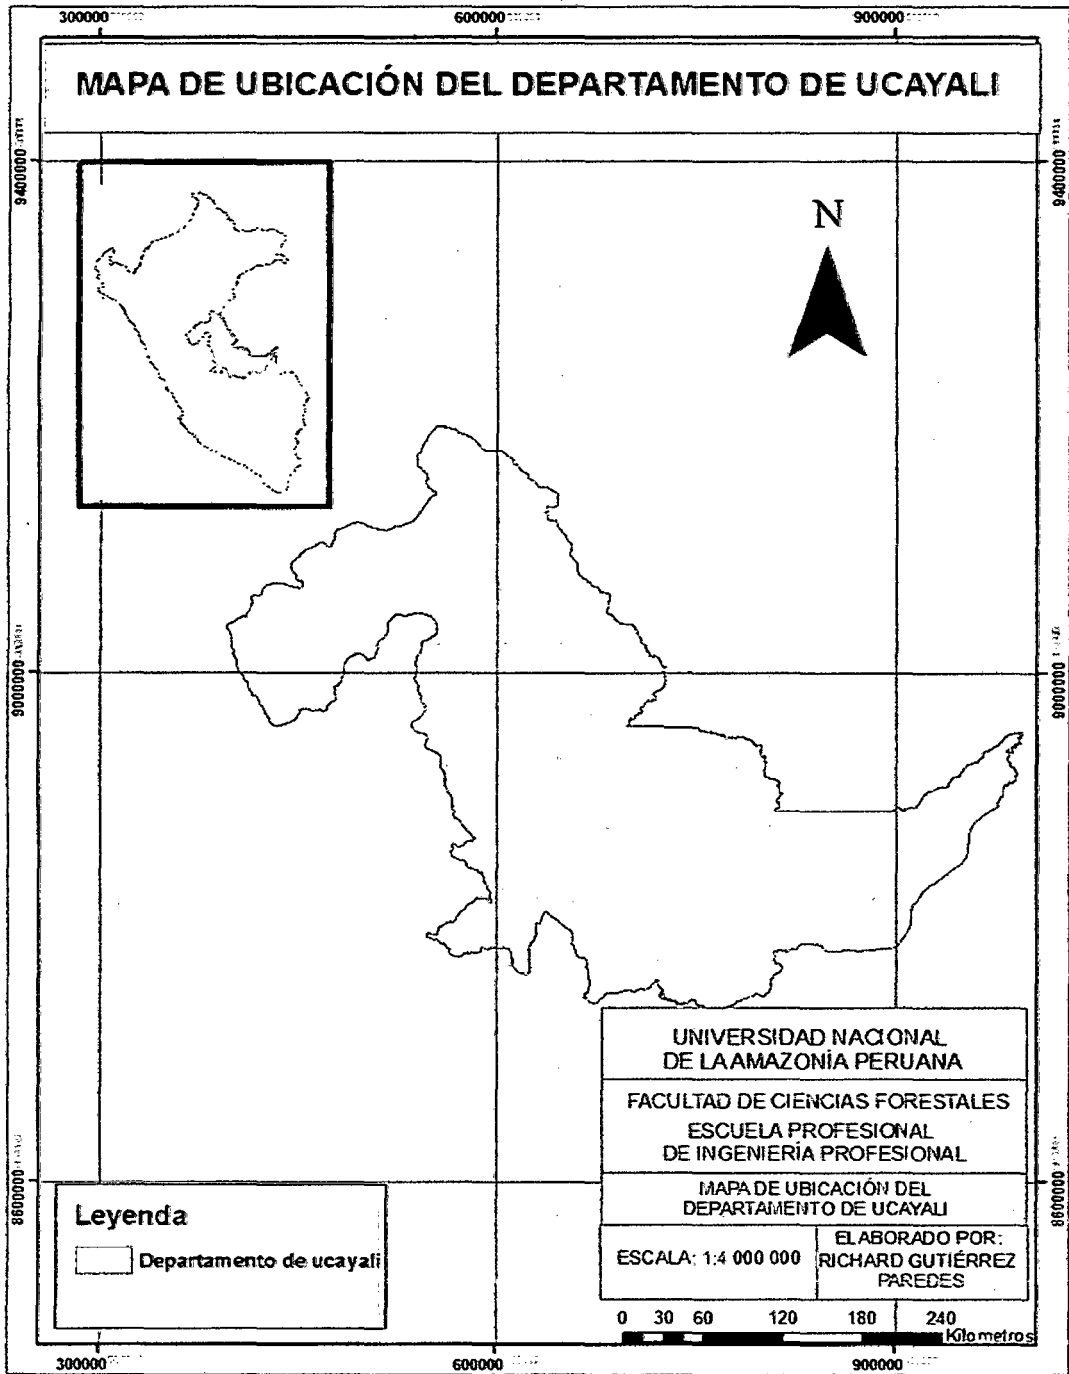 300000 600000 900000
MAPA DE UBICACIÓN DEL DEPARTAMENTO DE UCAYALI
9400000 9400000
N
9000000 9000000
UNIVERSIDAD NACIONAL
DE LA AMAZONÍA PERUANA
FACULTAD DE CIENCIAS FORESTALES
ESCUELA PROFESIONAL
DE INGENIERÍA PROFESIONAL
8600000 8600000
MAPA DE UBICACIÓN DEL
DEPARTAMENTO DE UCAYALI
Leyenda
Departamento de ucayali
ESCALA: 1:4 000 000
ELABORADO POR:
RICHARD GUTIÉRREZ
PAREDES
0 30 60 120 180 240
Kilometros
300000 600000 900000